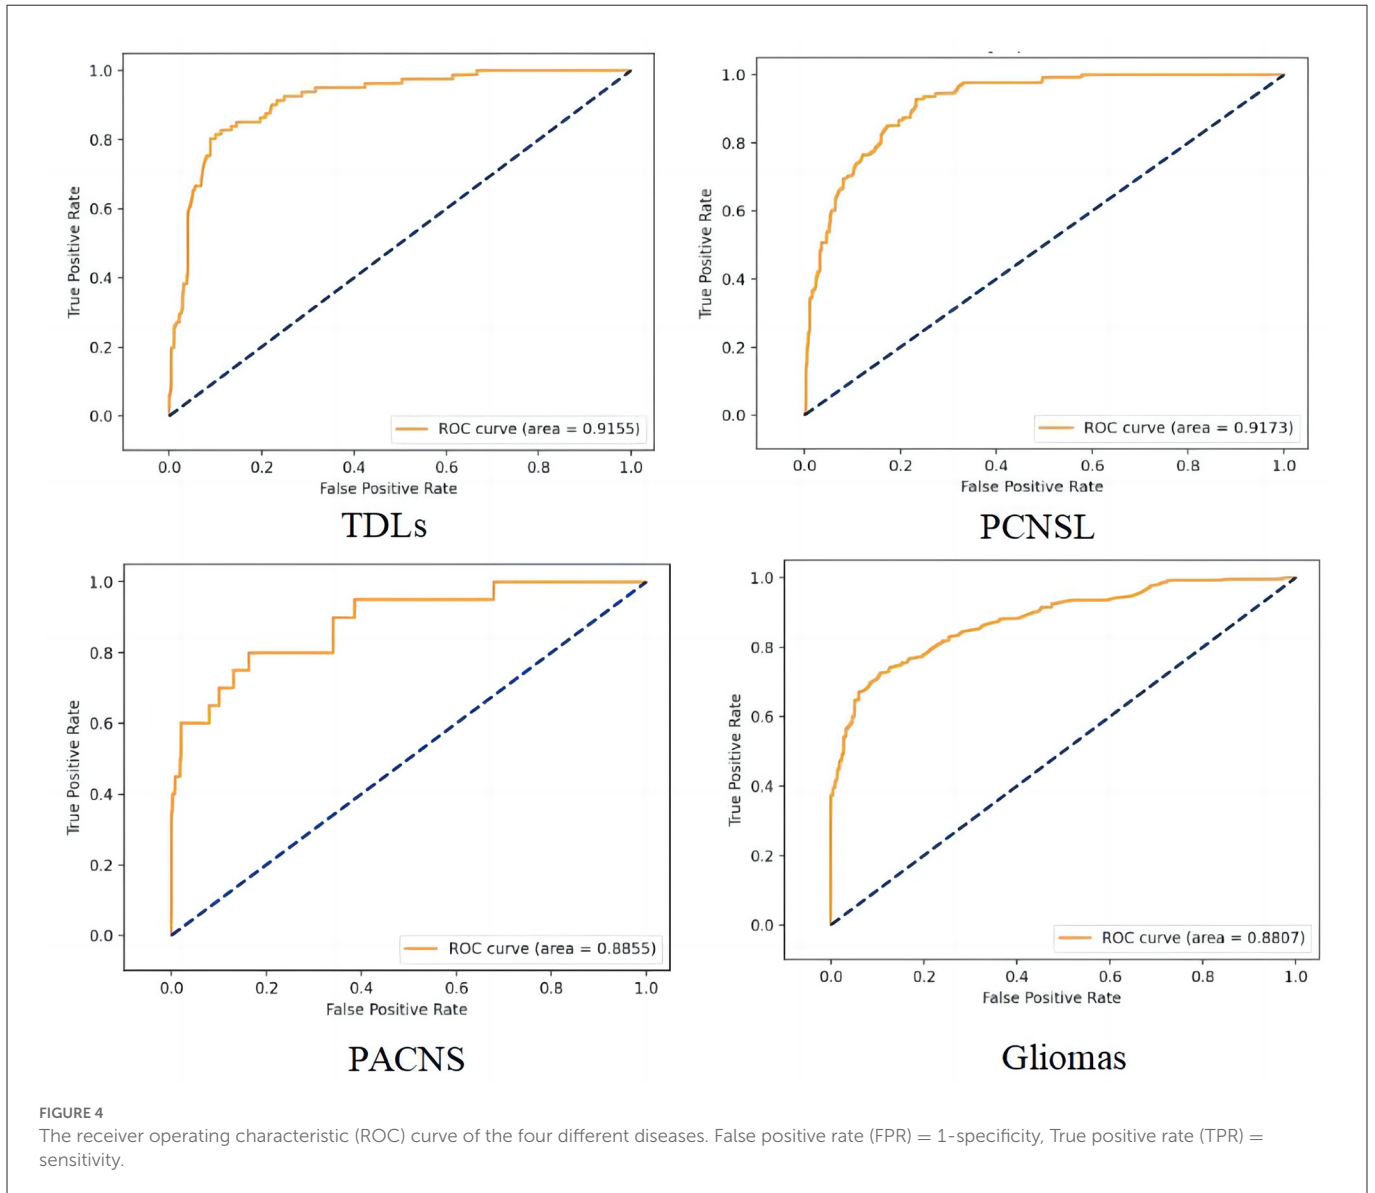 1.0
0.8
0.6
0.4
0.2
0.0
True Positive Rate
ROC curve (area = 0.9155)
0.0 0.2 0.4 0.6 0.8 1.0
False Positive Rate
TDLs
1.0
0.8
0.6
0.4
0.2
0.0
True Positive Rate
ROC curve (area = 0.9173)
0.0 0.2 0.4 0.6 0.8 1.0
False Positive Rate
PCNSL
1.0
0.8
0.6
0.4
0.2
0.0
True Positive Rate
ROC curve (area = 0.8855)
0.0 0.2 0.4 0.6 0.8 1.0
False Positive Rate
PACNS
1.0
0.8
0.6
0.4
0.2
0.0
True Positive Rate
ROC curve (area = 0.8807)
0.0 0.2 0.4 0.6 0.8 1.0
False Positive Rate
Gliomas
FIGURE 4
The receiver operating characteristic (ROC) curve of the four different diseases. False positive rate (FPR) = 1-specificity, True positive rate (TPR) =
sensitivity.